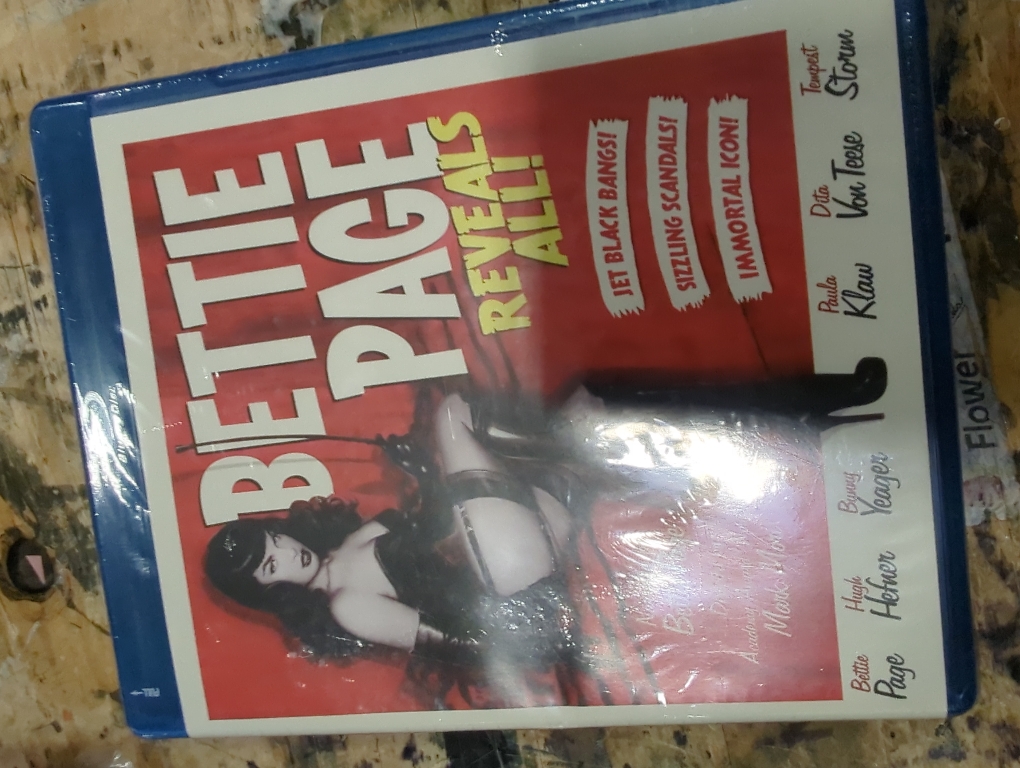 BETTIE
PAGE
REVEALS
ALL!
JET BLACK BANGS!
SIZZLING SCANDALS!
IMMORTAL ICON!
Bettie
Page
Hugh
Hefner
Bunny
Yeager
Paula
Klaw
Dita
Von Teese
Tempest
Storm
Flower